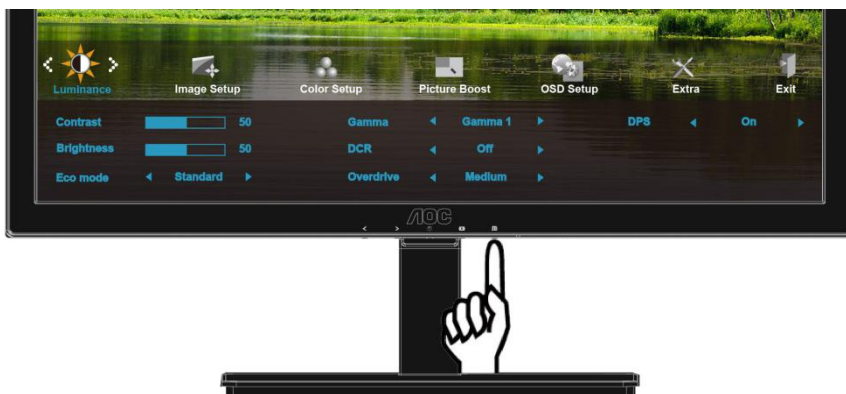 Luminance Image Setup Color Setup Picture Boost OSD Setup Extra Exit
Contrast 50 Gamma Gamma 1 DPS On
Brightness 50 DCR Off
Eco mode Standard Overdrive Medium
AOC
< >